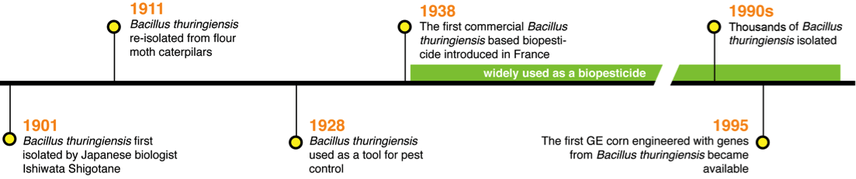 1911
Bacillus thuringiensis
re-isolated from flour
moth caterpilars
1938
The first commercial Bacillus
thuringiensis based biopesti-
cide introduced in France
1990s
Thousands of Bacillus
thuringiensis isolated
widely used as a biopesticide
1901
Bacillus thuringiensis first
isolated by Japanese biologist
Ishiwata Shigotane
1928
Bacillus thuringiensis
used as a tool for pest
control
1995
The first GE corn engineered with genes
from Bacillus thuringiensis became
available